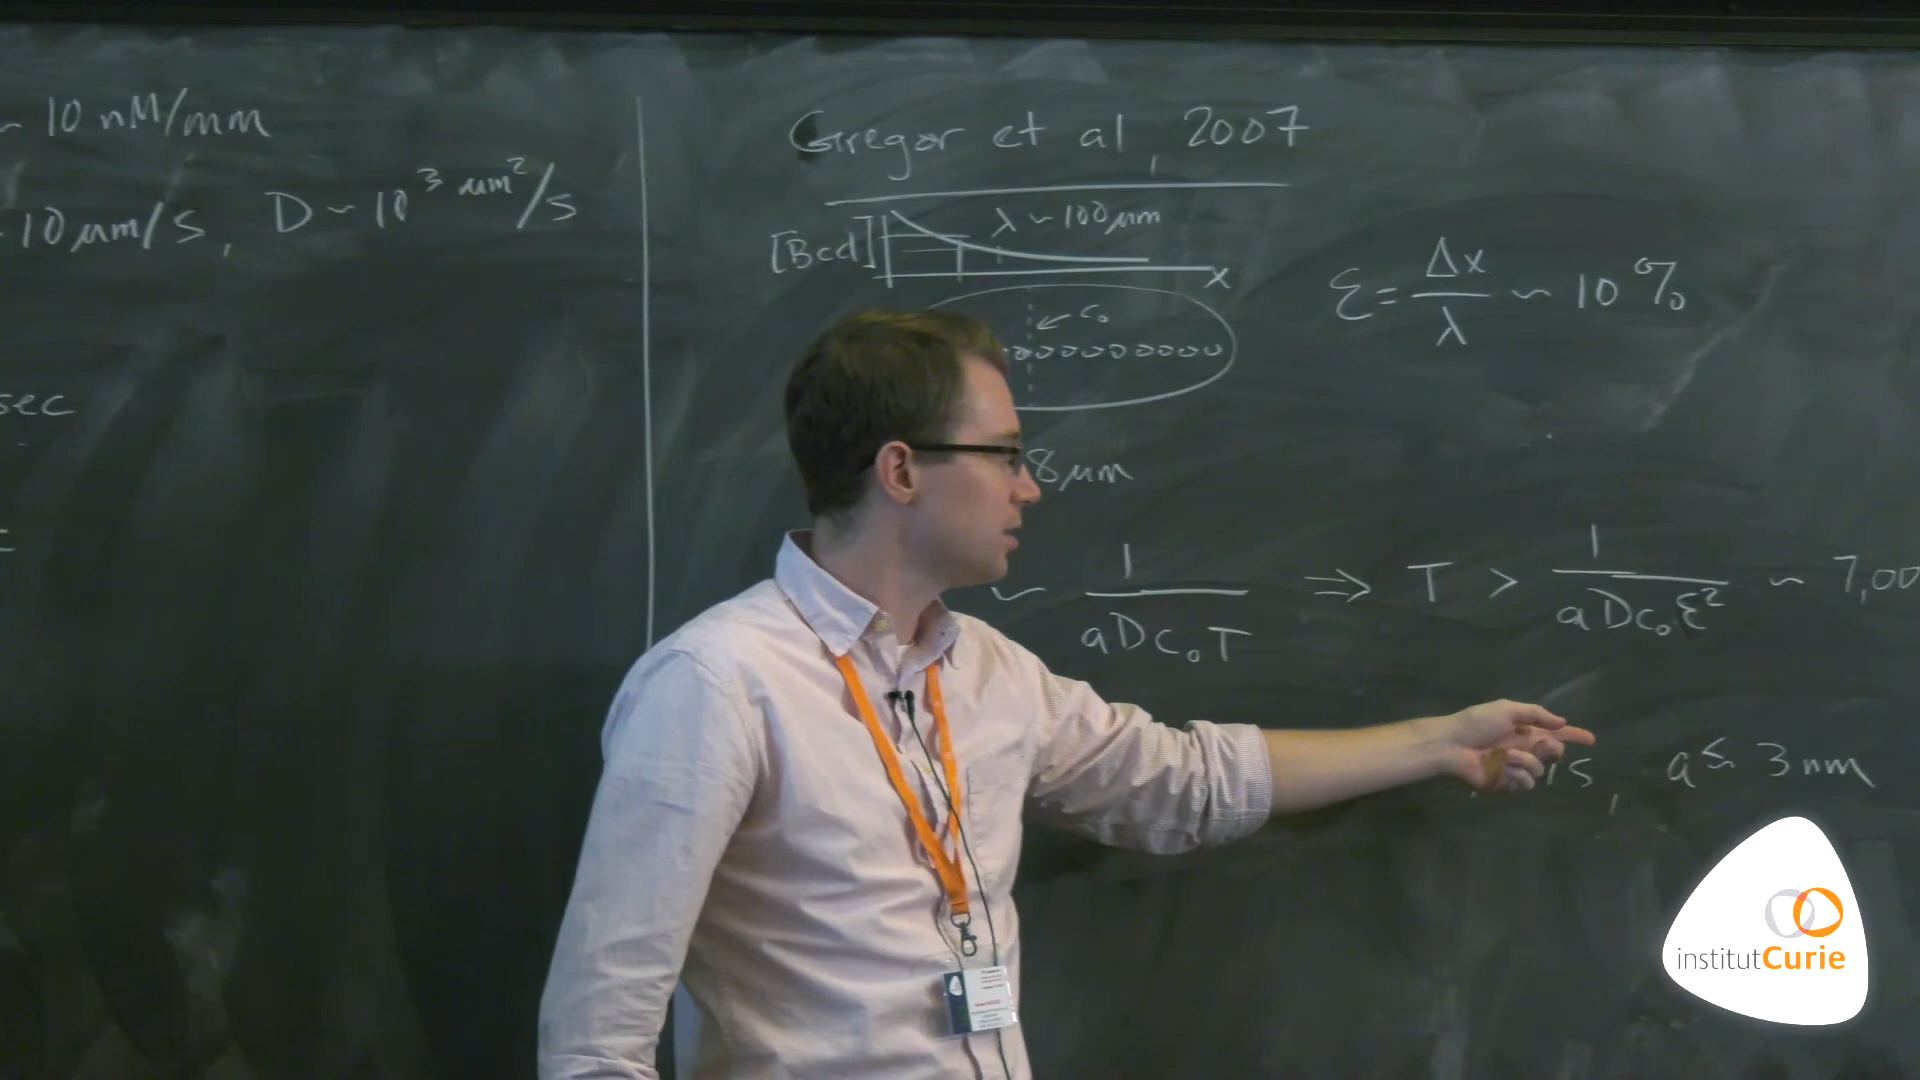 ~ 10 nM/mm
10 µm/s, D ~ 10³ µm²/s
sec
Gregor et al, 2007
[Bcd] λ ~ 100 µm
x
c₀
ε = Δx/λ ~ 10%
8 µm
~ 1/(aDc₀T) ⇒ T > 1/(aDc₀ε²) ~ 7,00
s, a ≲ 3 nm
institutCurie